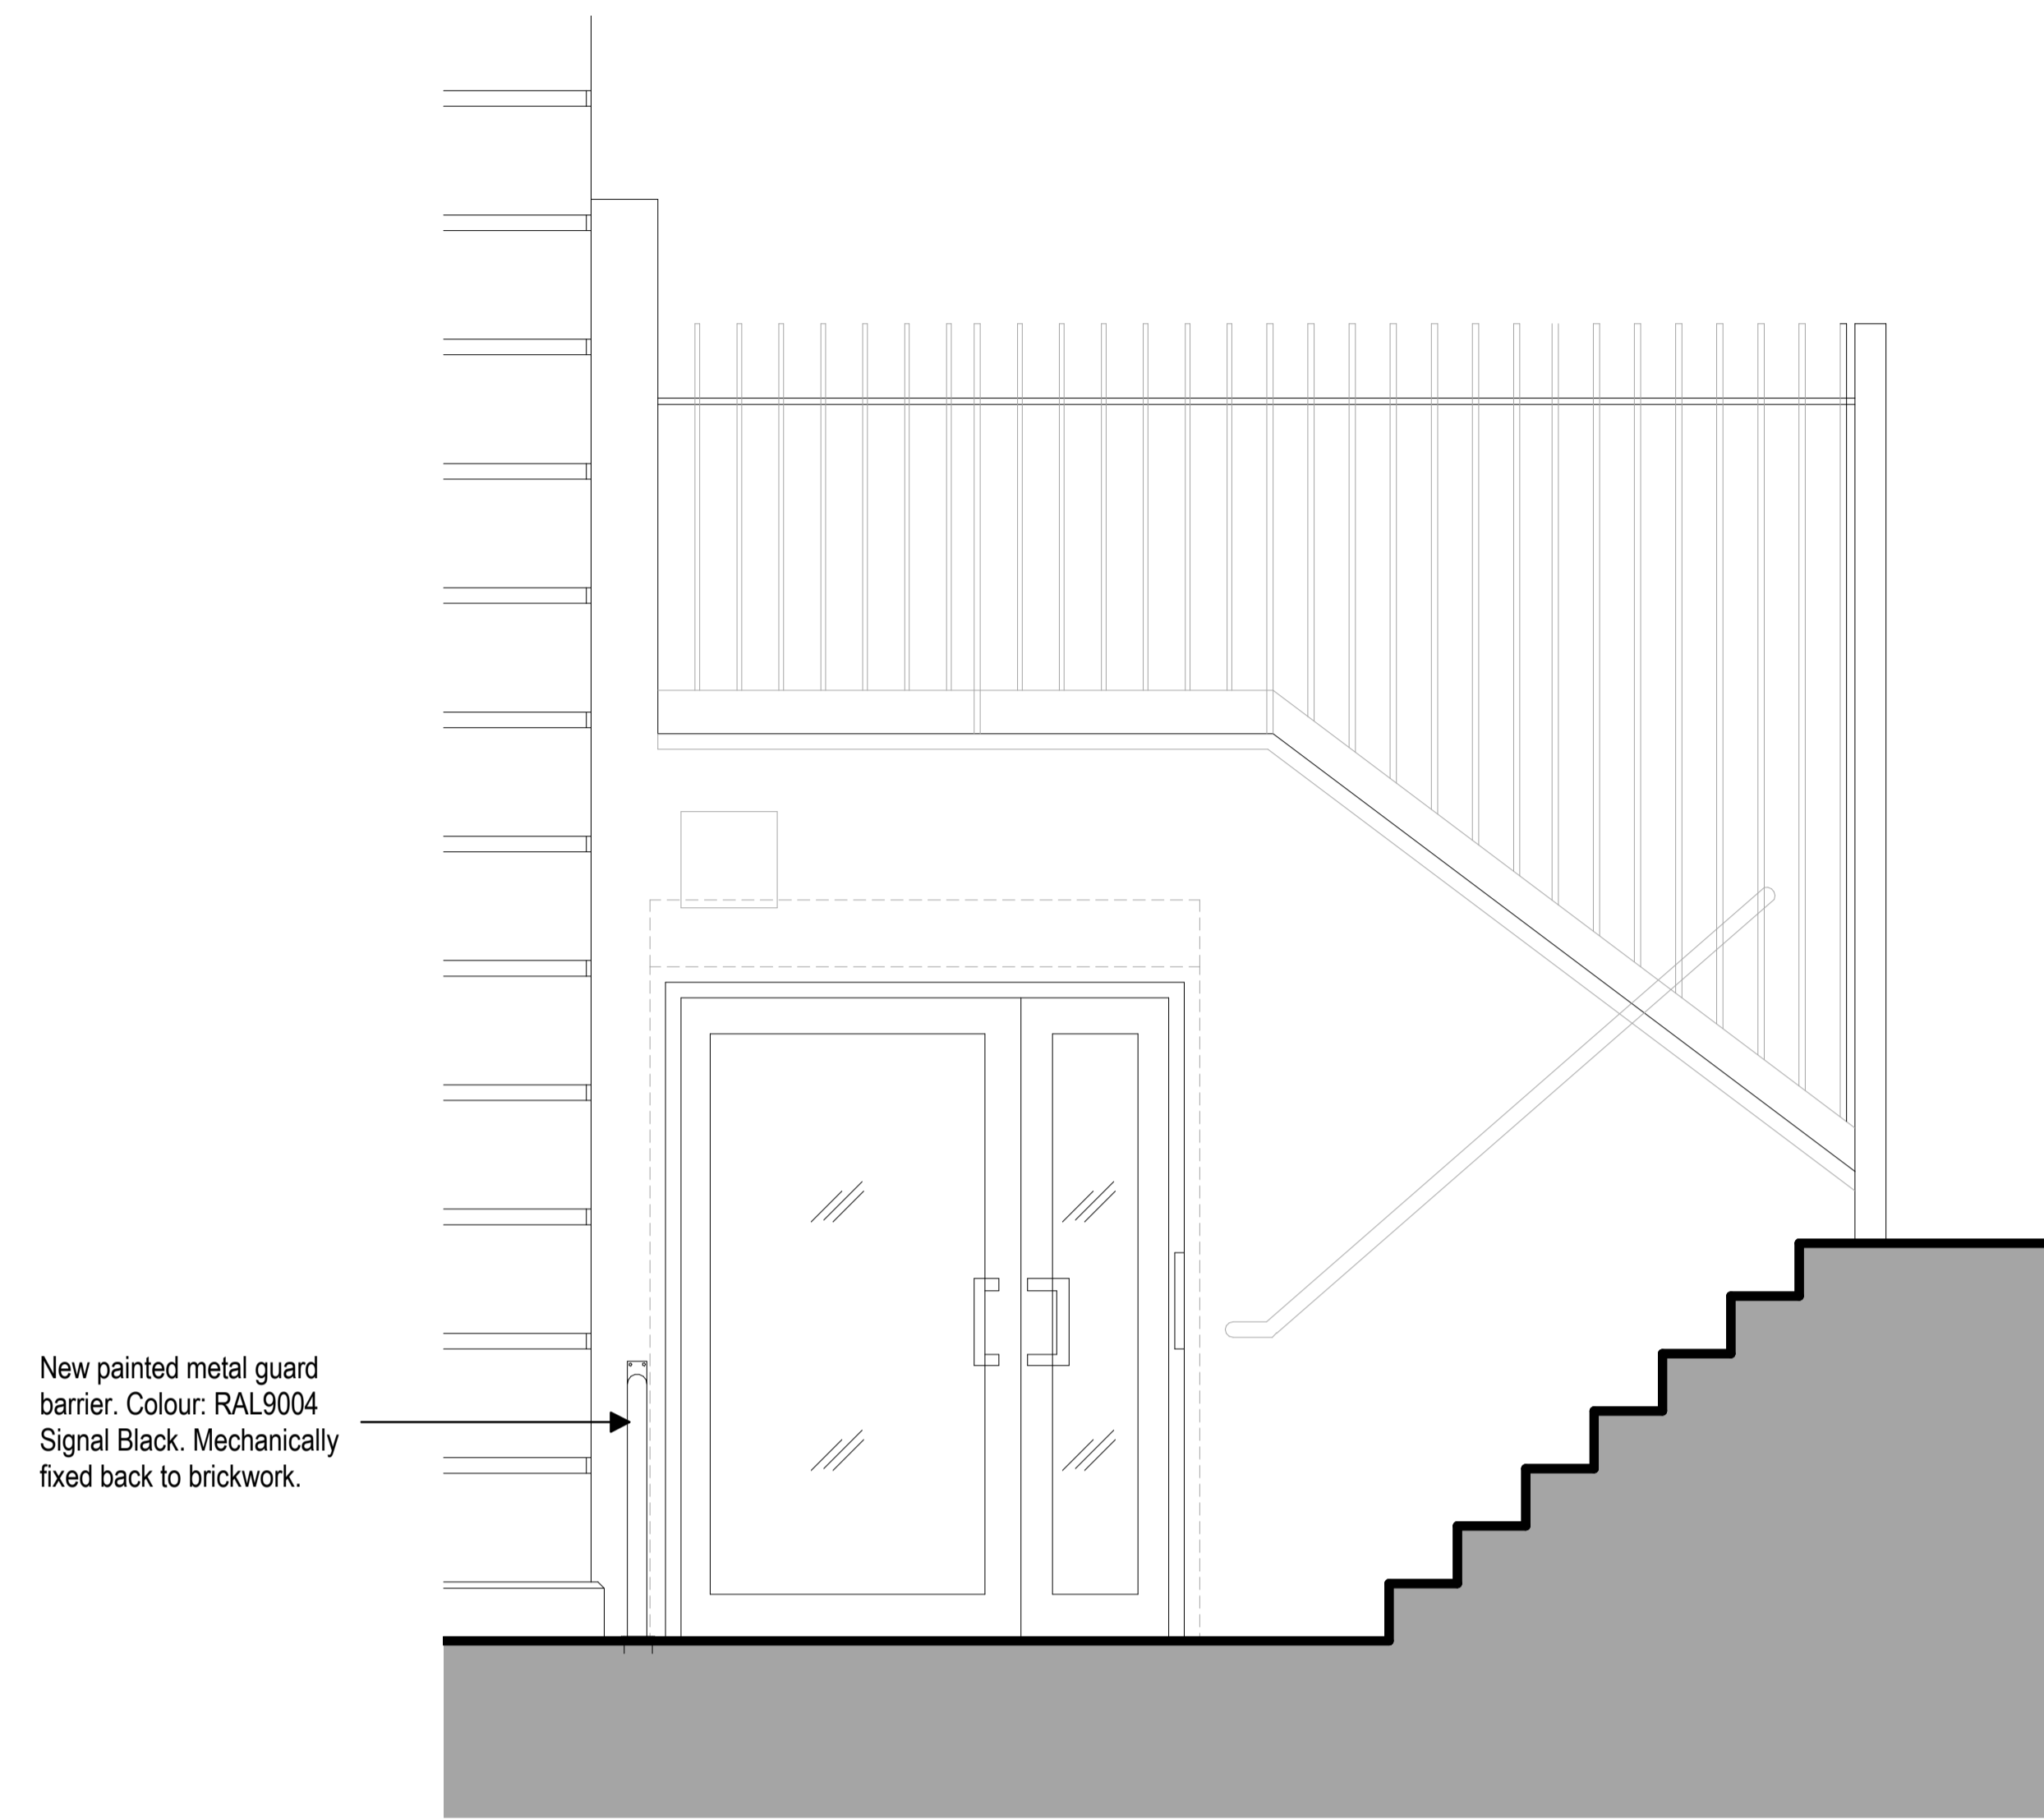 New painted metal guard
barrier. Colour: RAL9004
Signal Black. Mechanically
fixed back to brickwork.